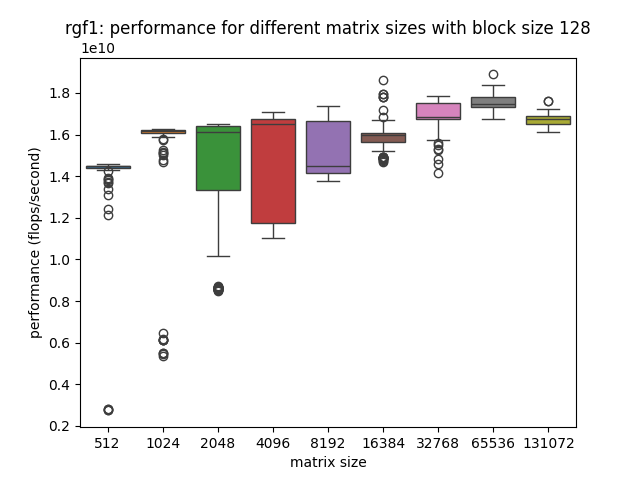 rgf1: performance for different matrix sizes with block size 128
1e10
1.8
1.6
1.4
1.2
1.0
0.8
0.6
0.4
0.2
performance (flops/second)
512 1024 2048 4096 8192 16384 32768 65536 131072
matrix size